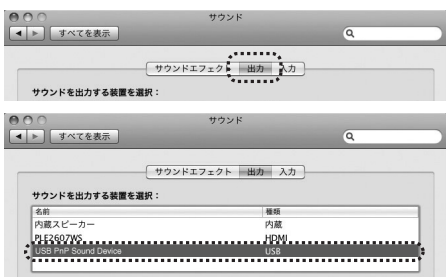 サウンド
すべてを表示
サウンドエフェクト 出力 入力
サウンドを出力する装置を選択：
サウンド
すべてを表示
サウンドエフェクト 出力 入力
サウンドを出力する装置を選択：
名前 種類
内蔵スピーカー 内蔵
PLE2607WS HDMI
USB PnP Sound Device USB